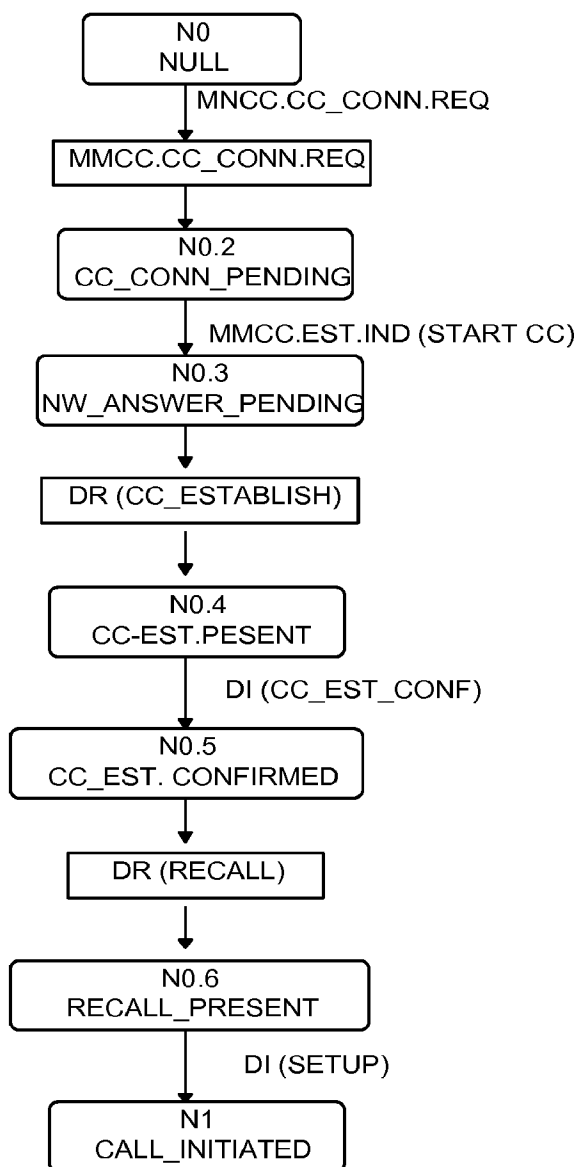 N0
NULL
MNCC.CC_CONN.REQ
MMCC.CC_CONN.REQ
N0.2
CC_CONN_PENDING
MMCC.EST.IND (START CC)
N0.3
NW_ANSWER_PENDING
DR (CC_ESTABLISH)
N0.4
CC-EST.PESENT
DI (CC_EST_CONF)
N0.5
CC_EST. CONFIRMED
DR (RECALL)
N0.6
RECALL_PRESENT
DI (SETUP)
N1
CALL_INITIATED